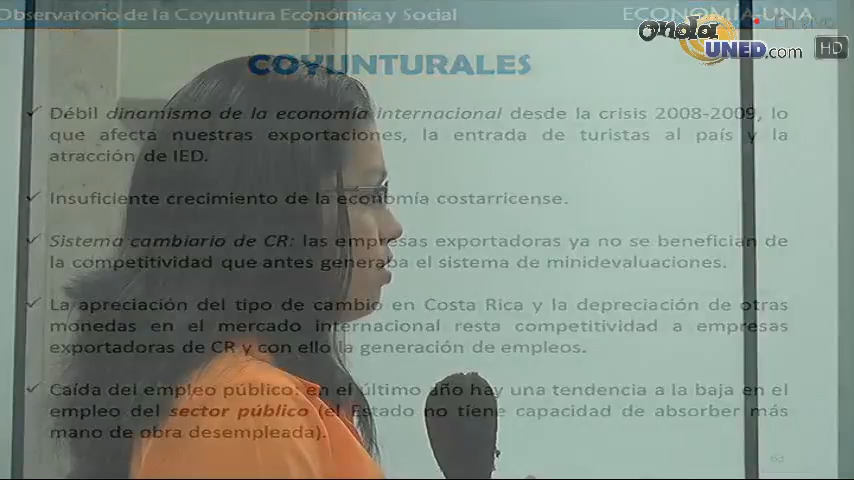 Observatorio de la Coyuntura Económica y Social
ECONOMÍA-UNA
onda
UNED.com
En vivo
HD
COYUNTURALES
✓ Débil dinamismo de la economía internacional desde la crisis 2008-2009, lo
que afecta nuestras exportaciones, la entrada de turistas al país y la
atracción de IED.
✓ Insuficiente crecimiento de la economía costarricense.
✓ Sistema cambiario de CR: las empresas exportadoras ya no se benefician de
la competitividad que antes generaba el sistema de minidevaluaciones.
✓ La apreciación del tipo de cambio en Costa Rica y la depreciación de otras
monedas en el mercado internacional resta competitividad a empresas
exportadoras de CR y con ello la generación de empleos.
✓ Caída del empleo público: en el último año hay una tendencia a la baja en el
empleo del sector público (el Estado no tiene capacidad de absorber más
mano de obra desempleada).
63